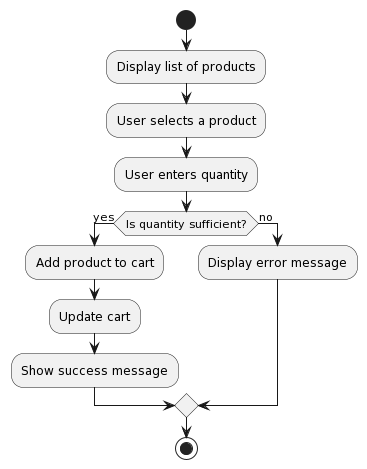 Display list of products
User selects a product
User enters quantity
yes
Is quantity sufficient?
no
Add product to cart
Display error message
Update cart
Show success message